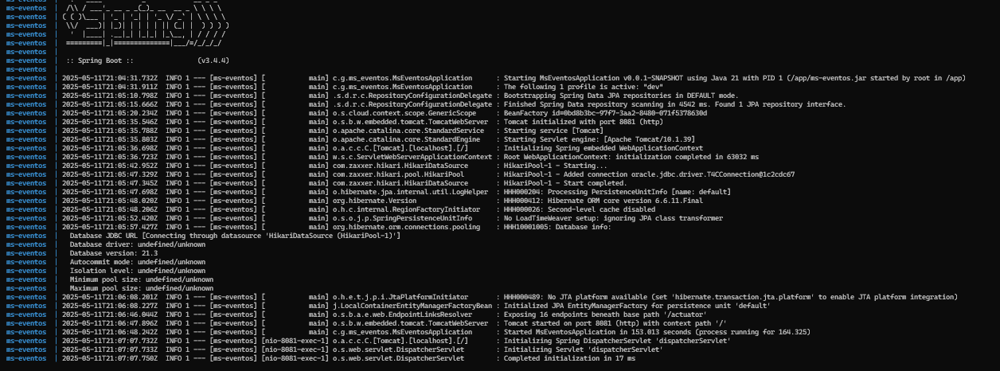 ms-eventos  |   .   ____          _            __ _ _
ms-eventos  |  /\\ / ___'_ __ _ _(_)_ __  __ _ \ \ \ \
ms-eventos  | ( ( )\___ | '_ | '_| | '_ \/ _` | \ \ \ \
ms-eventos  |  \\/  ___)| |_)| | | | | || (_| |  ) ) ) )
ms-eventos  |   '  |____| .__|_| |_|_| |_\__, | / / / /
ms-eventos  |  =========|_|==============|___/=/_/_/_/
ms-eventos  |
ms-eventos  |  :: Spring Boot ::                (v3.4.4)
ms-eventos  |
ms-eventos  | 2025-05-11T21:04:31.732Z  INFO 1 --- [ms-eventos] [           main] c.g.ms_eventos.MsEventosApplication      : Starting MsEventosApplication v0.0.1-SNAPSHOT using Java 21 with PID 1 (/app/ms-eventos.jar started by root in /app)
ms-eventos  | 2025-05-11T21:04:31.911Z  INFO 1 --- [ms-eventos] [           main] c.g.ms_eventos.MsEventosApplication      : The following 1 profile is active: "dev"
ms-eventos  | 2025-05-11T21:05:10.798Z  INFO 1 --- [ms-eventos] [           main] .s.d.r.c.RepositoryConfigurationDelegate : Bootstrapping Spring Data JPA repositories in DEFAULT mode.
ms-eventos  | 2025-05-11T21:05:15.666Z  INFO 1 --- [ms-eventos] [           main] .s.d.r.c.RepositoryConfigurationDelegate : Finished Spring Data repository scanning in 4542 ms. Found 1 JPA repository interface.
ms-eventos  | 2025-05-11T21:05:20.234Z  INFO 1 --- [ms-eventos] [           main] o.s.cloud.context.scope.GenericScope     : BeanFactory id=0bd8b3bc-97f7-3aa2-8480-071f5378630d
ms-eventos  | 2025-05-11T21:05:35.546Z  INFO 1 --- [ms-eventos] [           main] o.s.b.w.embedded.tomcat.TomcatWebServer  : Tomcat initialized with port 8081 (http)
ms-eventos  | 2025-05-11T21:05:35.788Z  INFO 1 --- [ms-eventos] [           main] o.apache.catalina.core.StandardService   : Starting service [Tomcat]
ms-eventos  | 2025-05-11T21:05:35.803Z  INFO 1 --- [ms-eventos] [           main] o.apache.catalina.core.StandardEngine    : Starting Servlet engine: [Apache Tomcat/10.1.39]
ms-eventos  | 2025-05-11T21:05:36.698Z  INFO 1 --- [ms-eventos] [           main] o.a.c.c.C.[Tomcat].[localhost].[/]       : Initializing Spring embedded WebApplicationContext
ms-eventos  | 2025-05-11T21:05:36.723Z  INFO 1 --- [ms-eventos] [           main] w.s.c.ServletWebServerApplicationContext : Root WebApplicationContext: initialization completed in 63032 ms
ms-eventos  | 2025-05-11T21:05:42.952Z  INFO 1 --- [ms-eventos] [           main] com.zaxxer.hikari.HikariDataSource       : HikariPool-1 - Starting...
ms-eventos  | 2025-05-11T21:05:47.329Z  INFO 1 --- [ms-eventos] [           main] com.zaxxer.hikari.pool.HikariPool        : HikariPool-1 - Added connection oracle.jdbc.driver.T4CConnection@1c2cdc67
ms-eventos  | 2025-05-11T21:05:47.345Z  INFO 1 --- [ms-eventos] [           main] com.zaxxer.hikari.HikariDataSource       : HikariPool-1 - Start completed.
ms-eventos  | 2025-05-11T21:05:47.698Z  INFO 1 --- [ms-eventos] [           main] o.hibernate.jpa.internal.util.LogHelper  : HHH000204: Processing PersistenceUnitInfo [name: default]
ms-eventos  | 2025-05-11T21:05:48.020Z  INFO 1 --- [ms-eventos] [           main] org.hibernate.Version                    : HHH000412: Hibernate ORM core version 6.6.11.Final
ms-eventos  | 2025-05-11T21:05:48.206Z  INFO 1 --- [ms-eventos] [           main] o.h.c.internal.RegionFactoryInitiator    : HHH000026: Second-level cache disabled
ms-eventos  | 2025-05-11T21:05:52.420Z  INFO 1 --- [ms-eventos] [           main] o.s.o.j.p.SpringPersistenceUnitInfo      : No LoadTimeWeaver setup: ignoring JPA class transformer
ms-eventos  | 2025-05-11T21:05:57.427Z  INFO 1 --- [ms-eventos] [           main] org.hibernate.orm.connections.pooling    : HHH10001005: Database info:
ms-eventos  |   Database JDBC URL [Connecting through datasource 'HikariDataSource (HikariPool-1)']
ms-eventos  |   Database driver: undefined/unknown
ms-eventos  |   Database version: 21.3
ms-eventos  |   Autocommit mode: undefined/unknown
ms-eventos  |   Isolation level: undefined/unknown
ms-eventos  |   Minimum pool size: undefined/unknown
ms-eventos  |   Maximum pool size: undefined/unknown
ms-eventos  | 2025-05-11T21:06:08.201Z  INFO 1 --- [ms-eventos] [           main] o.h.e.t.j.p.i.JtaPlatformInitiator       : HHH000489: No JTA platform available (set 'hibernate.transaction.jta.platform' to enable JTA platform integration)
ms-eventos  | 2025-05-11T21:06:08.227Z  INFO 1 --- [ms-eventos] [           main] j.LocalContainerEntityManagerFactoryBean : Initialized JPA EntityManagerFactory for persistence unit 'default'
ms-eventos  | 2025-05-11T21:06:46.044Z  INFO 1 --- [ms-eventos] [           main] o.s.b.a.e.web.EndpointLinksResolver      : Exposing 16 endpoints beneath base path '/actuator'
ms-eventos  | 2025-05-11T21:06:47.896Z  INFO 1 --- [ms-eventos] [           main] o.s.b.w.embedded.tomcat.TomcatWebServer  : Tomcat started on port 8081 (http) with context path '/'
ms-eventos  | 2025-05-11T21:06:48.242Z  INFO 1 --- [ms-eventos] [           main] c.g.ms_eventos.MsEventosApplication      : Started MsEventosApplication in 153.013 seconds (process running for 164.325)
ms-eventos  | 2025-05-11T21:07:07.732Z  INFO 1 --- [ms-eventos] [nio-8081-exec-1] o.a.c.c.C.[Tomcat].[localhost].[/]       : Initializing Spring DispatcherServlet 'dispatcherServlet'
ms-eventos  | 2025-05-11T21:07:07.733Z  INFO 1 --- [ms-eventos] [nio-8081-exec-1] o.s.web.servlet.DispatcherServlet        : Initializing Servlet 'dispatcherServlet'
ms-eventos  | 2025-05-11T21:07:07.750Z  INFO 1 --- [ms-eventos] [nio-8081-exec-1] o.s.web.servlet.DispatcherServlet        : Completed initialization in 17 ms